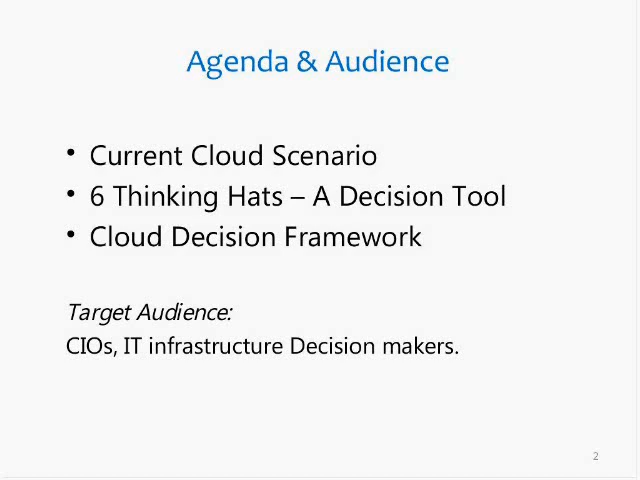 Agenda & Audience
• Current Cloud Scenario
• 6 Thinking Hats – A Decision Tool
• Cloud Decision Framework
Target Audience:
CIOs, IT infrastructure Decision makers.
2